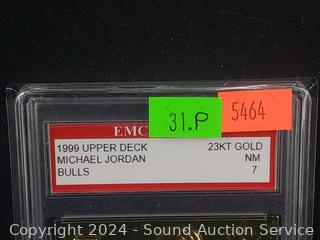 EMC
31.P
5464
1999 UPPER DECK 23KT GOLD
MICHAEL JORDAN NM
BULLS 7
Copyright 2024 - Sound Auction Service